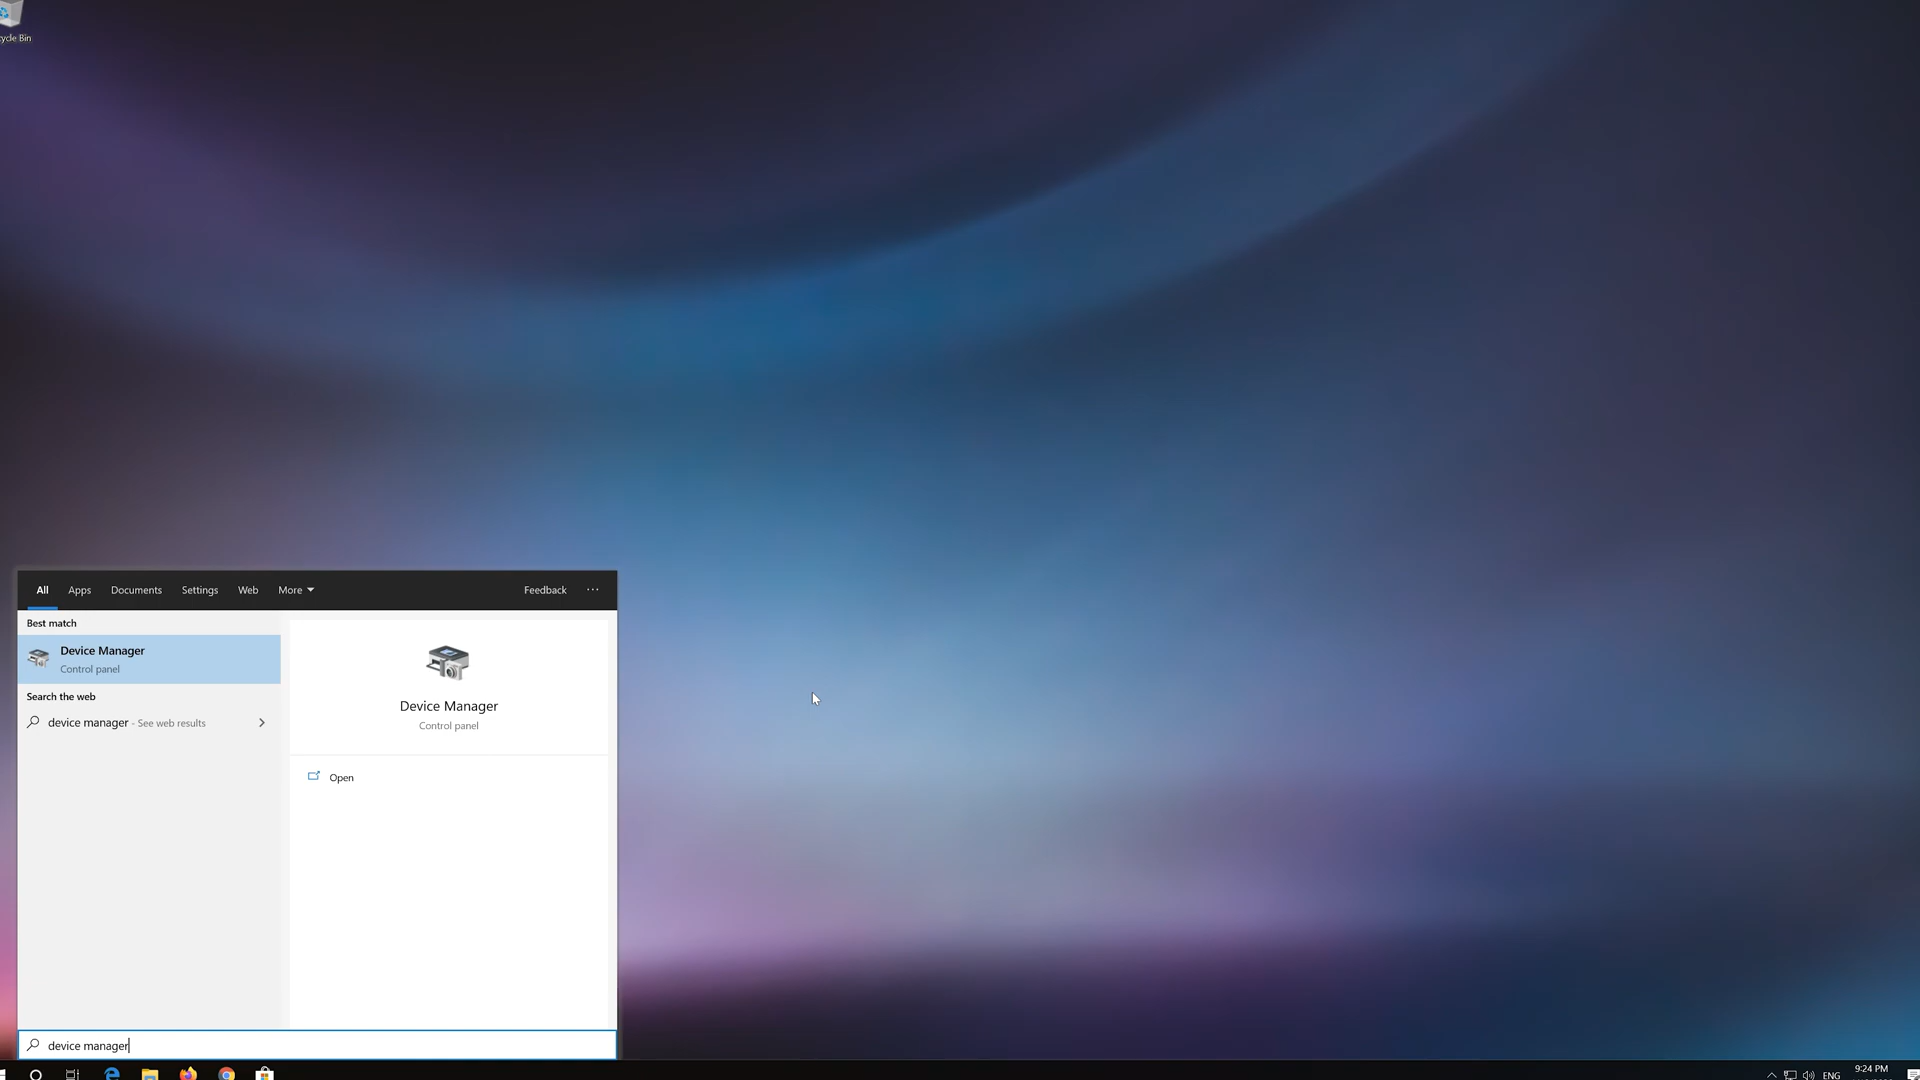 cycle Bin
All Apps Documents Settings Web More Feedback ...
Best match
Device Manager
Control panel
Search the web
device manager - See web results
Device Manager
Control panel
Open
device manager
ENG
9:24 PM